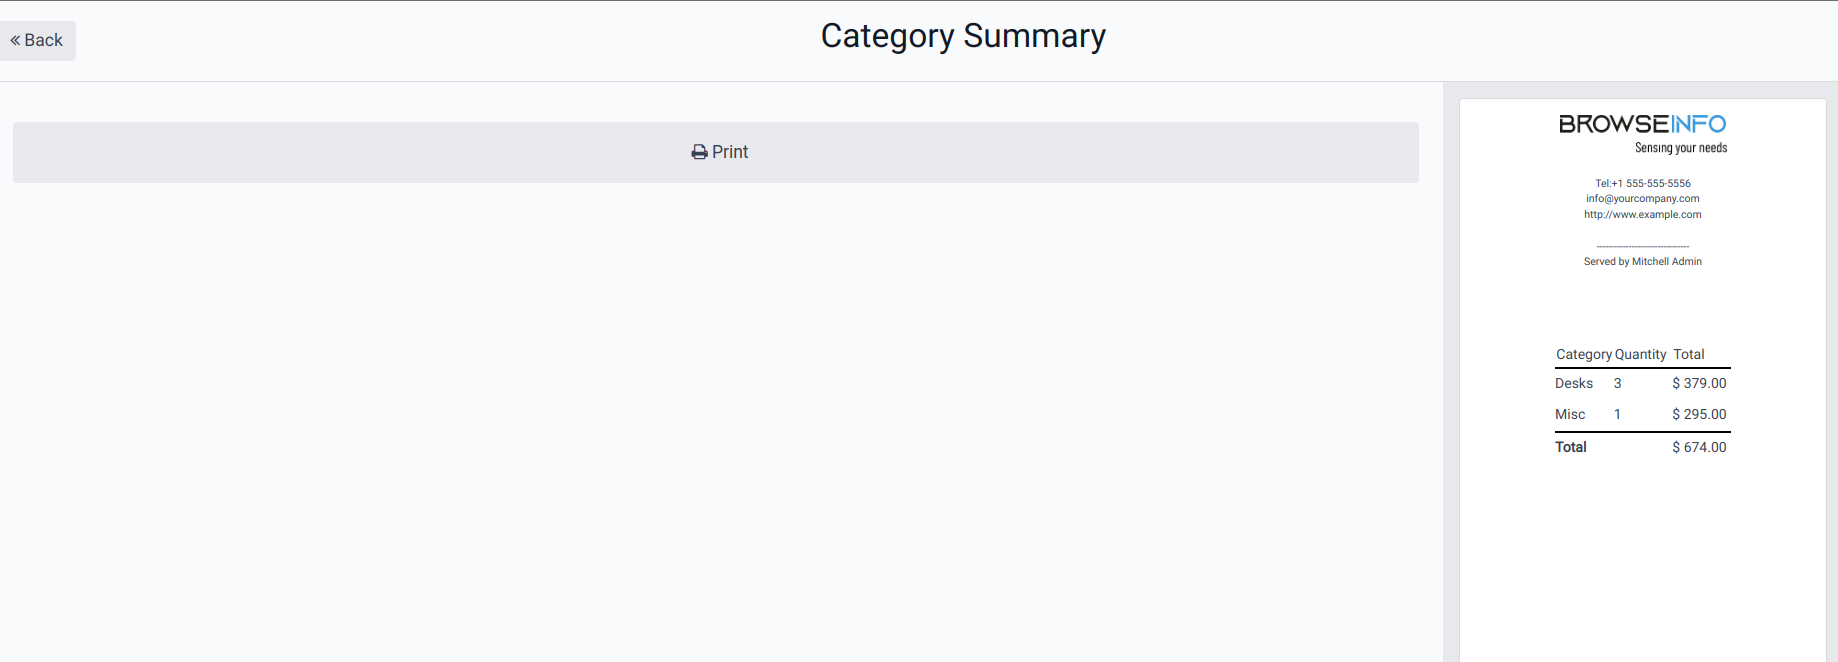 « Back
Category Summary
Print
BROWSEINFO
Sensing your needs
Tel:+1 555-555-5556
info@yourcompany.com
http://www.example.com
--------------------------------
Served by Mitchell Admin
Category Quantity Total
Desks 3 $ 379.00
Misc 1 $ 295.00
Total $ 674.00